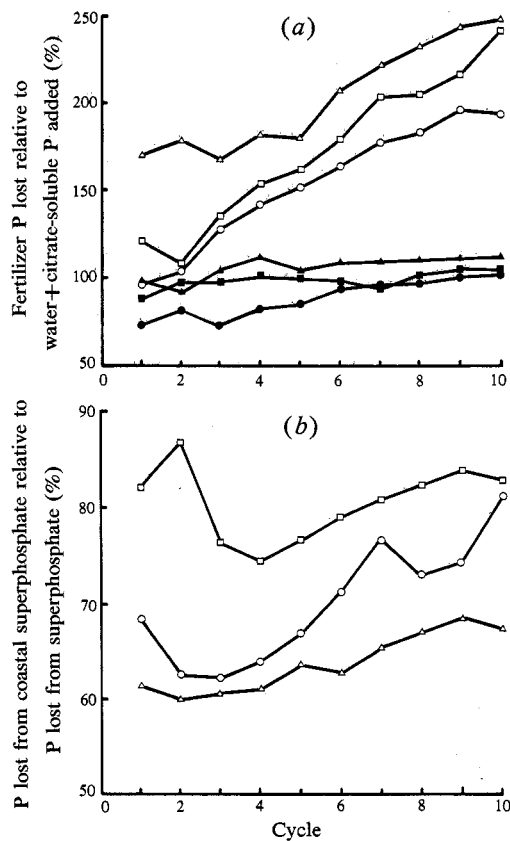 (a)
Fertilizer P lost relative to
water+citrate-soluble P added (%)
250
200
150
100
50
0 2 4 6 8 10
(b)
P lost from coastal superphosphate relative to
P lost from superphosphate (%)
90
80
70
60
50
0 2 4 6 8 10
Cycle